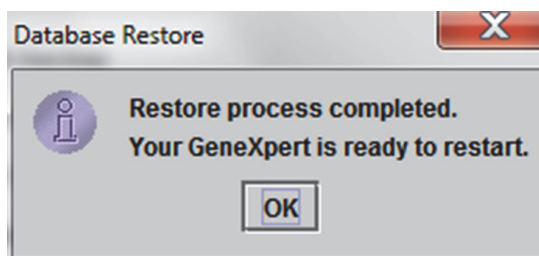 Database Restore
Restore process completed.
Your GeneXpert is ready to restart.
OK